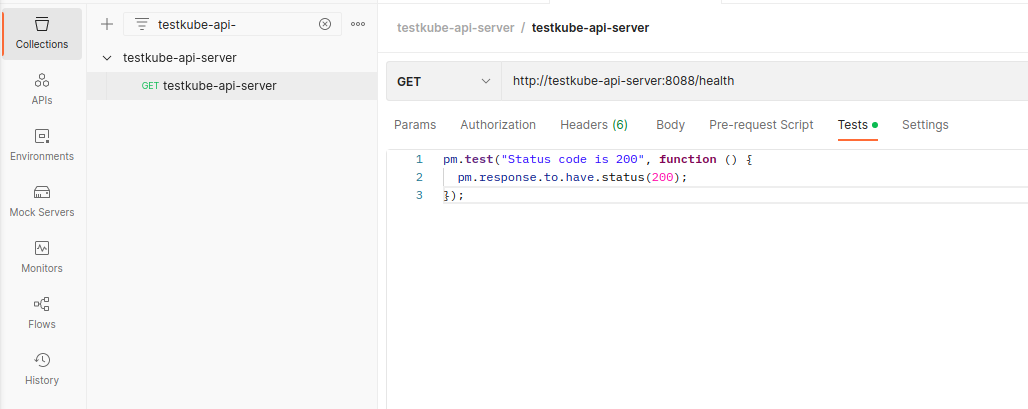 Collections
APIs
Environments
Mock Servers
Monitors
Flows
History
testkube-api-
testkube-api-server
GET testkube-api-server
testkube-api-server / testkube-api-server
GET http://testkube-api-server:8088/health
Params Authorization Headers (6) Body Pre-request Script Tests Settings
1 pm.test("Status code is 200", function () {
2 pm.response.to.have.status(200);
3 });